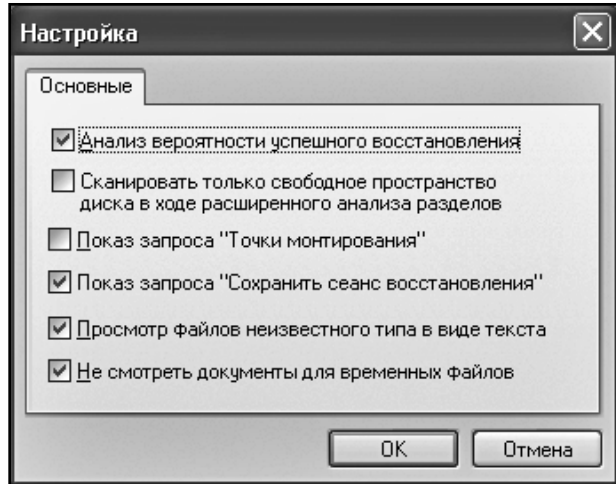 Настройка
Основные
Анализ вероятности успешного восстановления
Сканировать только свободное пространство
диска в ходе расширенного анализа разделов
Показ запроса "Точки монтирования"
Показ запроса "Сохранить сеанс восстановления"
Просмотр файлов неизвестного типа в виде текста
Не смотреть документы для временных файлов
OK
Отмена